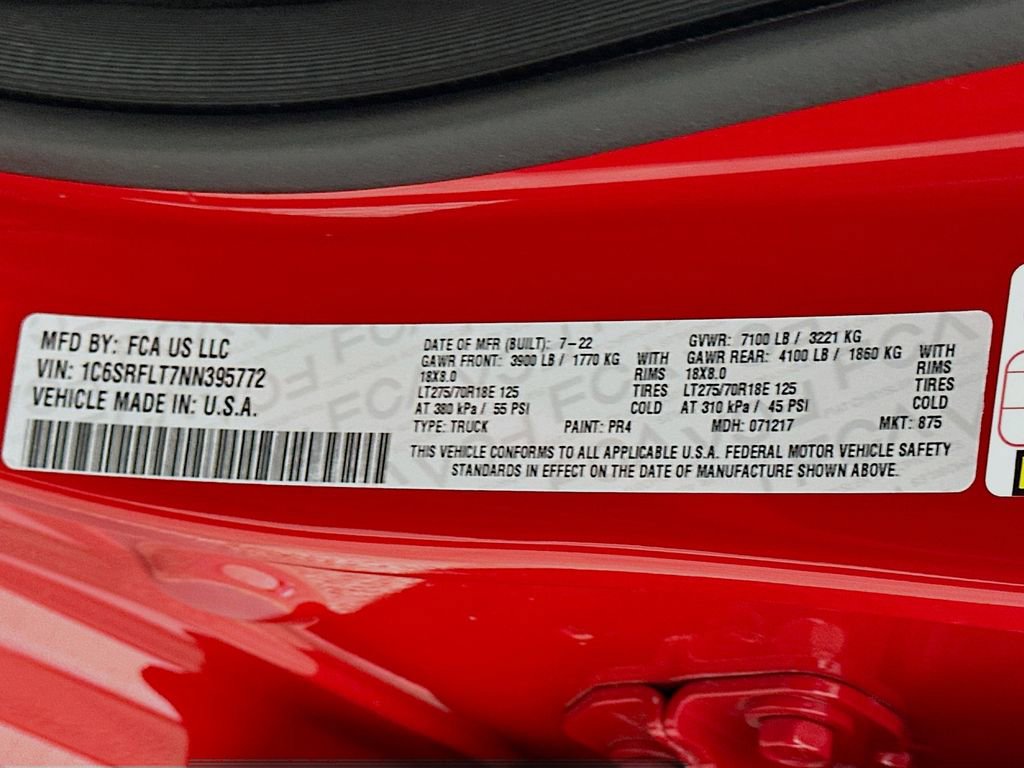 MFD BY: FCA US LLC
VIN: 1C6SRFLT7NN395772
VEHICLE MADE IN: U.S.A.
DATE OF MFR (BUILT): 7-22
GAWR FRONT: 3900 LB / 1770 KG WITH
18X8.0 RIMS
LT275/70R18E 125 TIRES
AT 380 kPa / 55 PSI COLD
TYPE: TRUCK PAINT: PR4
GVWR: 7100 LB / 3221 KG
GAWR REAR: 4100 LB / 1860 KG WITH
18X8.0 RIMS
LT275/70R18E 125 TIRES
AT 310 kPa / 45 PSI COLD
MDH: 071217 MKT: 875
THIS VEHICLE CONFORMS TO ALL APPLICABLE U.S.A. FEDERAL MOTOR VEHICLE SAFETY
STANDARDS IN EFFECT ON THE DATE OF MANUFACTURE SHOWN ABOVE.